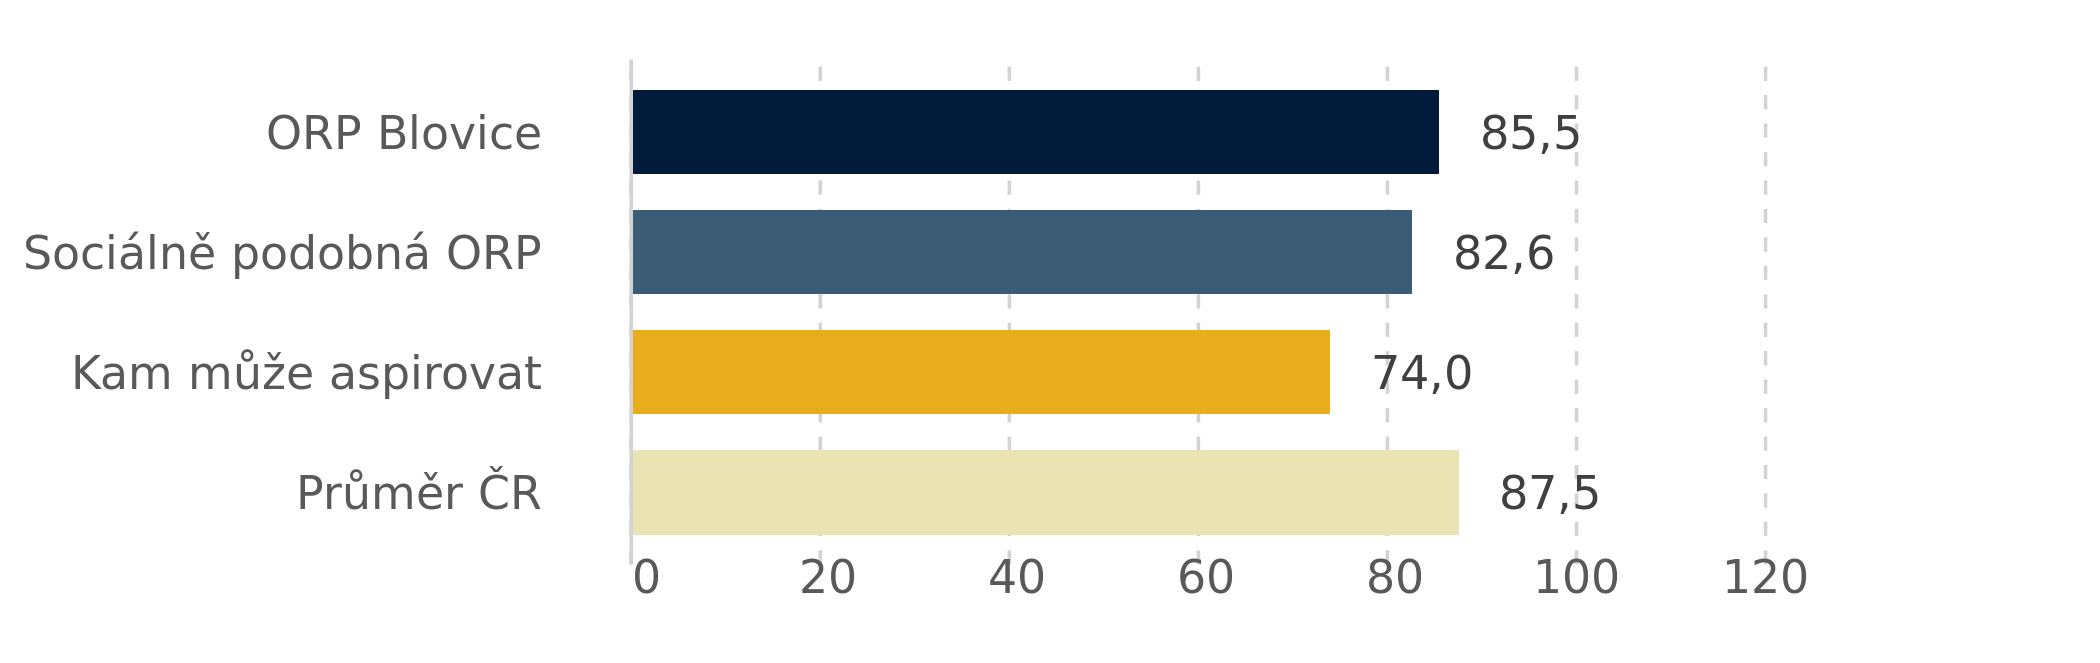 ORP Blovice 85,5
Sociálně podobná ORP 82,6
Kam může aspirovat 74,0
Průměr ČR 87,5
0 20 40 60 80 100 120